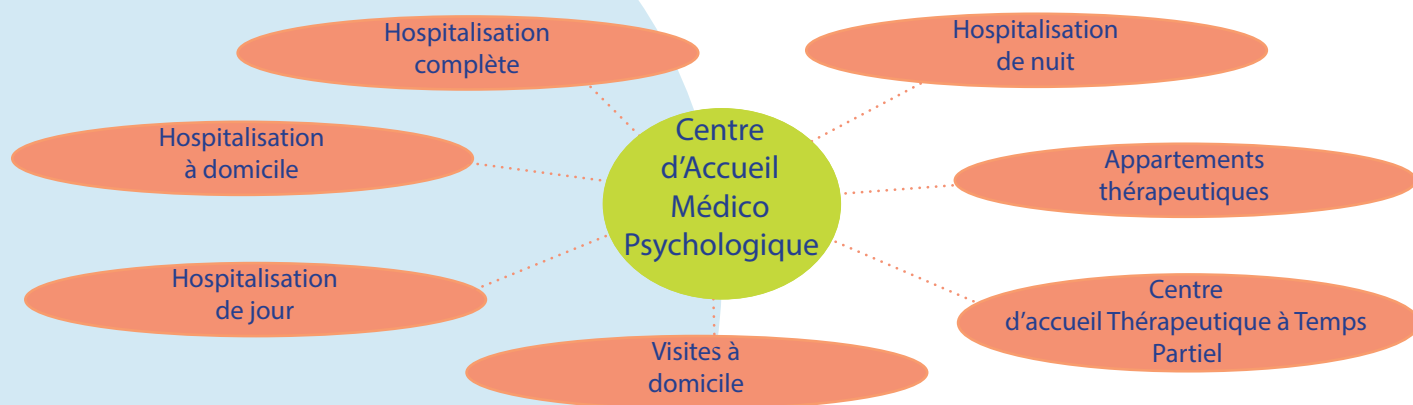 Hospitalisation
complète
Hospitalisation
de nuit
Centre
d'Accueil
Médico
Psychologique
Hospitalisation
à domicile
Appartements
thérapeutiques
Hospitalisation
de jour
Centre
d'accueil Thérapeutique à Temps
Partiel
Visites à
domicile